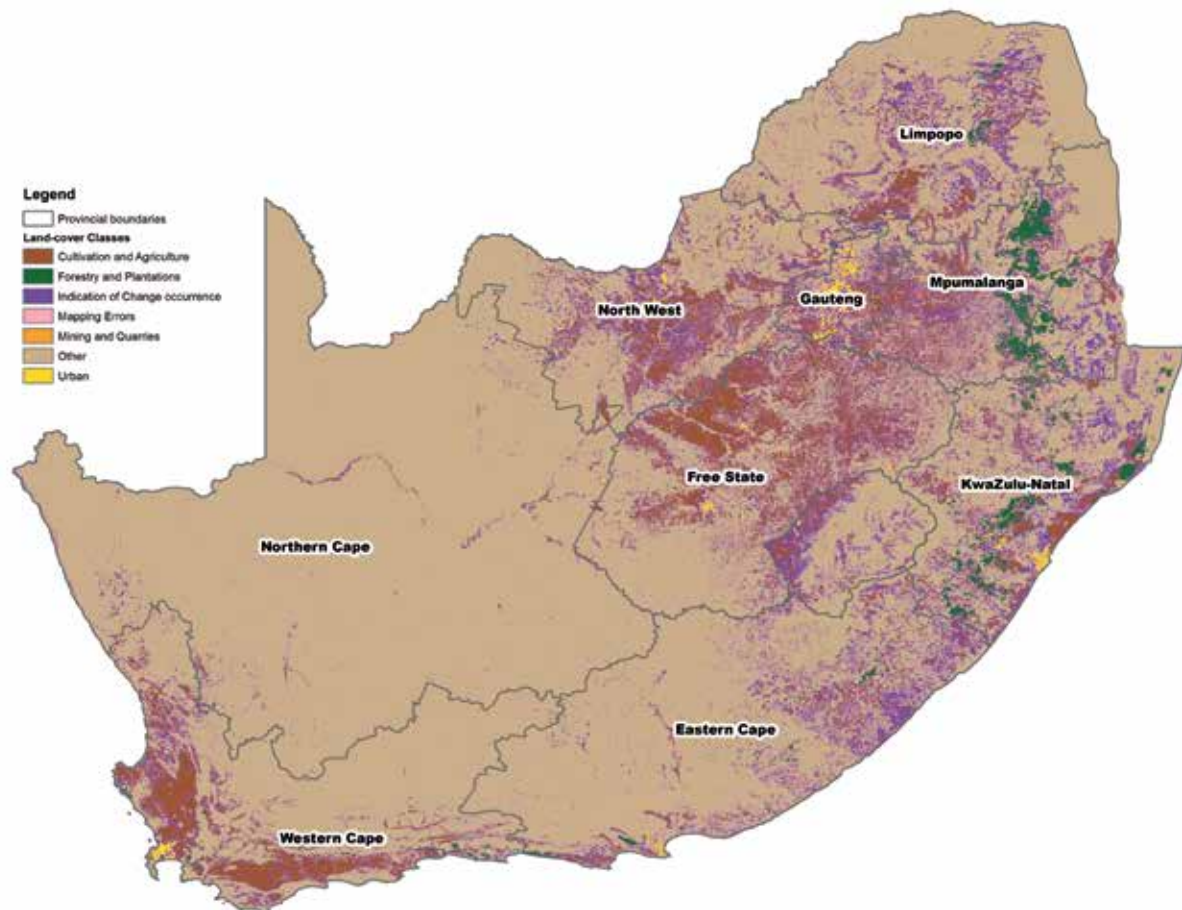 Legend
Provincial boundaries
Land-cover Classes
Cultivation and Agriculture
Forestry and Plantations
Indication of Change occurrence
Mapping Errors
Mining and Quarries
Other
Urban
Limpopo
North West
Gauteng
Mpumalanga
Free State
KwaZulu-Natal
Northern Cape
Eastern Cape
Western Cape